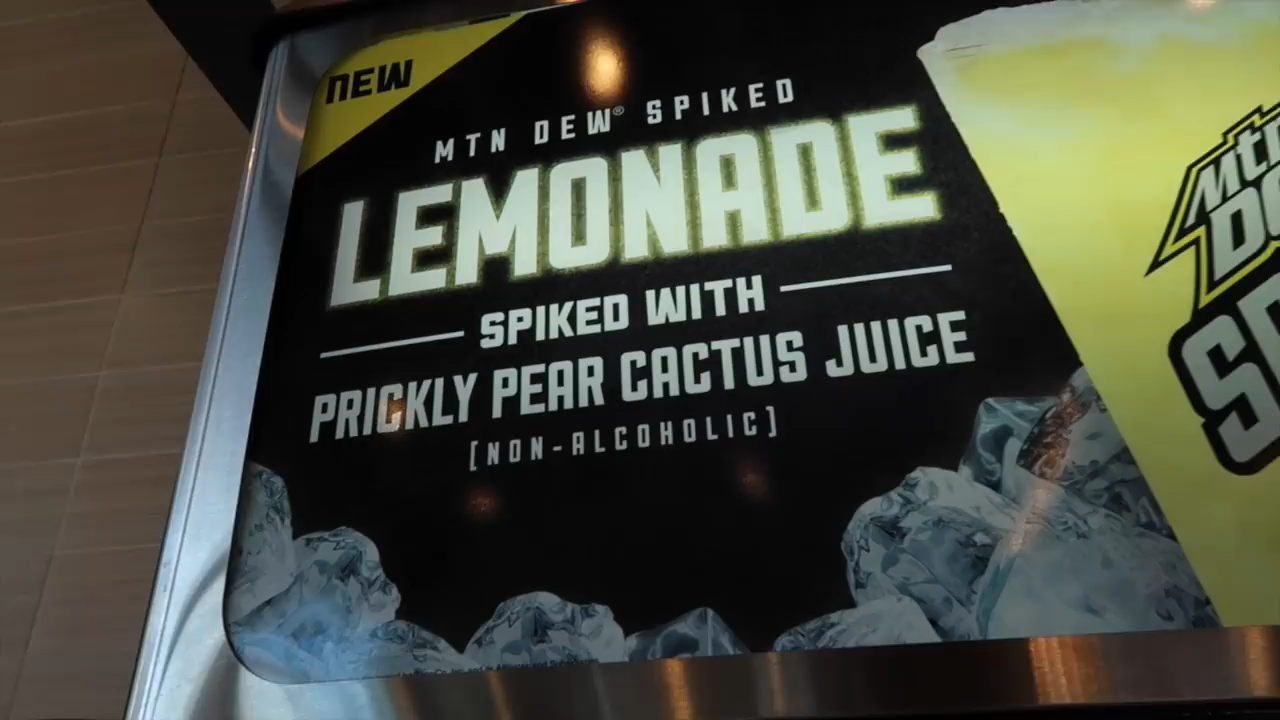 NEW
MTN DEW® SPIKED
LEMONADE
SPIKED WITH
PRICKLY PEAR CACTUS JUICE
[NON-ALCOHOLIC]